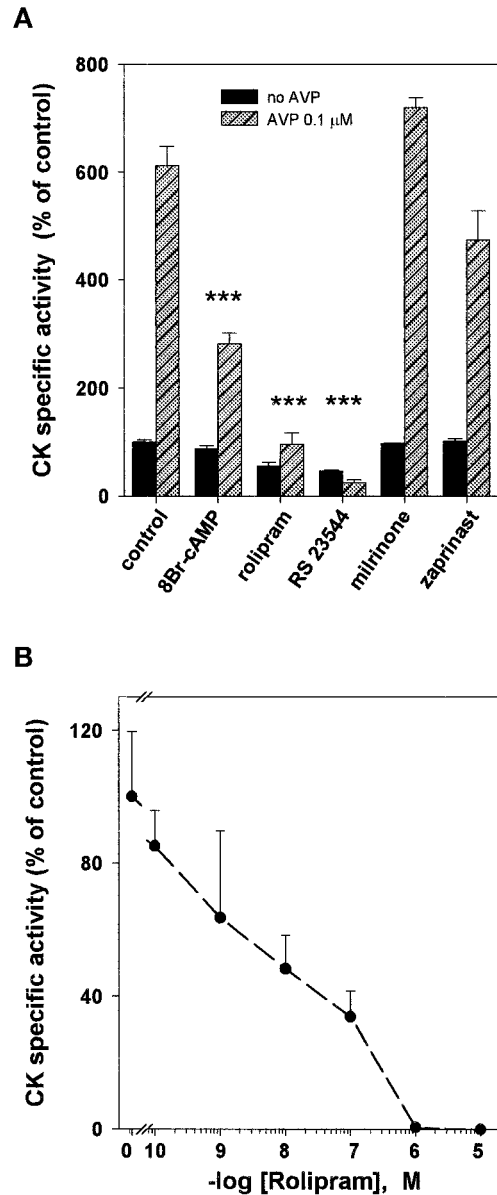 A
CK specific activity (% of control)
800
600
400
200
0
no AVP
AVP 0.1 μM
***
***
***
control
8Br-cAMP
rolipram
RS 23544
milrinone
zaprinast
B
CK specific activity (% of control)
120
80
40
0
0 10 9 8 7 6 5
-log [Rolipram], M